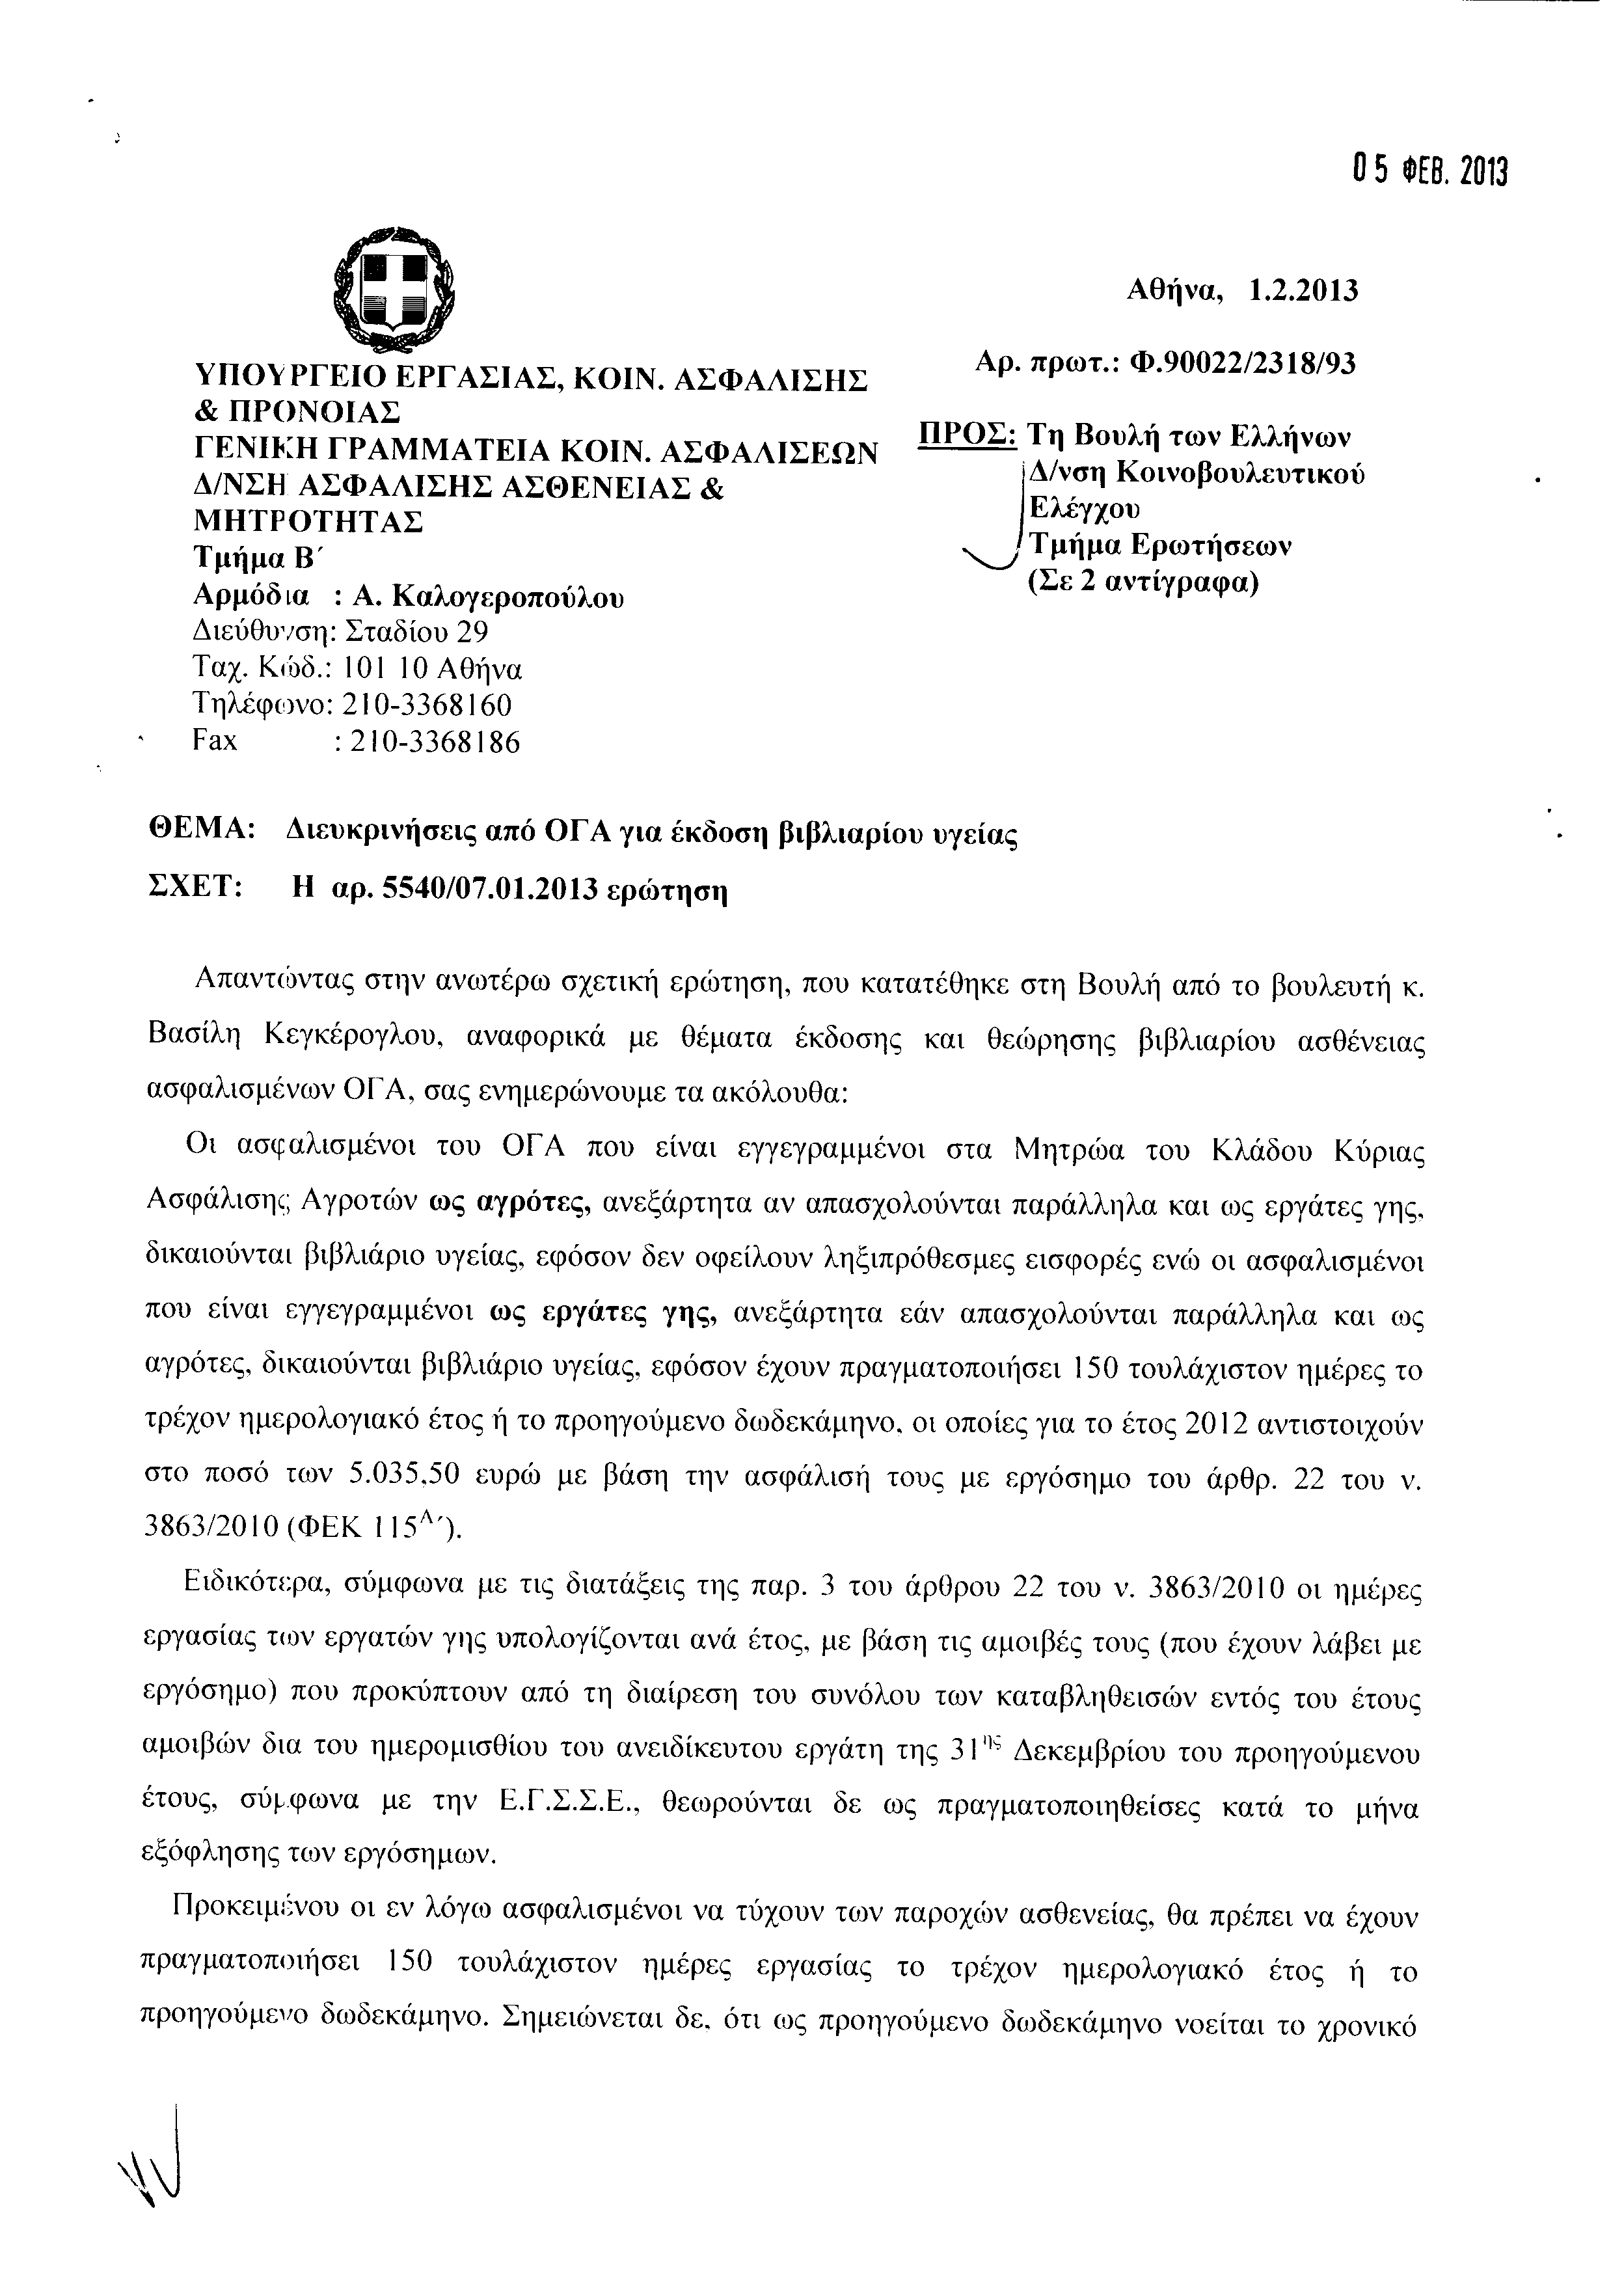 05 ΦΕΒ. 2013
Αθήνα, 1.2.2013
Αρ. πρωτ.: Φ.90022/2318/93
ΥΠΟΥΡΓΕΙΟ ΕΡΓΑΣΙΑΣ, ΚΟΙΝ. ΑΣΦΑΛΙΣΗΣ
& ΠΡΟΝΟΙΑΣ
ΓΕΝΙΚΗ ΓΡΑΜΜΑΤΕΙΑ ΚΟΙΝ. ΑΣΦΑΛΙΣΕΩΝ
Δ/ΝΣΗ ΑΣΦΑΛΙΣΗΣ ΑΣΘΕΝΕΙΑΣ &
ΜΗΤΡΟΤΗΤΑΣ
Τμήμα Β΄
Αρμόδια : Α. Καλογεροπούλου
Διεύθυνση: Σταδίου 29
Ταχ. Κώδ.: 101 10 Αθήνα
Τηλέφωνο: 210-3368160
Fax : 210-3368186
ΠΡΟΣ: Τη Βουλή των Ελλήνων
Δ/νση Κοινοβουλευτικού
Ελέγχου
Τμήμα Ερωτήσεων
(Σε 2 αντίγραφα)
ΘΕΜΑ: Διευκρινήσεις από ΟΓΑ για έκδοση βιβλιαρίου υγείας
ΣΧΕΤ: Η αρ. 5540/07.01.2013 ερώτηση
Απαντώντας στην ανωτέρω σχετική ερώτηση, που κατατέθηκε στη Βουλή από το βουλευτή κ.
Βασίλη Κεγκέρογλου, αναφορικά με θέματα έκδοσης και θεώρησης βιβλιαρίου ασθένειας
ασφαλισμένων ΟΓΑ, σας ενημερώνουμε τα ακόλουθα:
Οι ασφαλισμένοι του ΟΓΑ που είναι εγγεγραμμένοι στα Μητρώα του Κλάδου Κύριας
Ασφάλισης Αγροτών ως αγρότες, ανεξάρτητα αν απασχολούνται παράλληλα και ως εργάτες γης,
δικαιούνται βιβλιάριο υγείας, εφόσον δεν οφείλουν ληξιπρόθεσμες εισφορές ενώ οι ασφαλισμένοι
που είναι εγγεγραμμένοι ως εργάτες γης, ανεξάρτητα εάν απασχολούνται παράλληλα και ως
αγρότες, δικαιούνται βιβλιάριο υγείας, εφόσον έχουν πραγματοποιήσει 150 τουλάχιστον ημέρες το
τρέχον ημερολογιακό έτος ή το προηγούμενο δωδεκάμηνο, οι οποίες για το έτος 2012 αντιστοιχούν
στο ποσό των 5.035,50 ευρώ με βάση την ασφάλισή τους με εργόσημο του άρθρ. 22 του ν.
3863/2010 (ΦΕΚ 115Α΄).
Ειδικότερα, σύμφωνα με τις διατάξεις της παρ. 3 του άρθρου 22 του ν. 3863/2010 οι ημέρες
εργασίας των εργατών γης υπολογίζονται ανά έτος, με βάση τις αμοιβές τους (που έχουν λάβει με
εργόσημο) που προκύπτουν από τη διαίρεση του συνόλου των καταβληθεισών εντός του έτους
αμοιβών δια του ημερομισθίου του ανειδίκευτου εργάτη της 31ης Δεκεμβρίου του προηγούμενου
έτους, σύμφωνα με την Ε.Γ.Σ.Σ.Ε., θεωρούνται δε ως πραγματοποιηθείσες κατά το μήνα
εξόφλησης των εργόσημων.
Προκειμένου οι εν λόγω ασφαλισμένοι να τύχουν των παροχών ασθενείας, θα πρέπει να έχουν
πραγματοποιήσει 150 τουλάχιστον ημέρες εργασίας το τρέχον ημερολογιακό έτος ή το
προηγούμενο δωδεκάμηνο. Σημειώνεται δε, ότι ως προηγούμενο δωδεκάμηνο νοείται το χρονικό